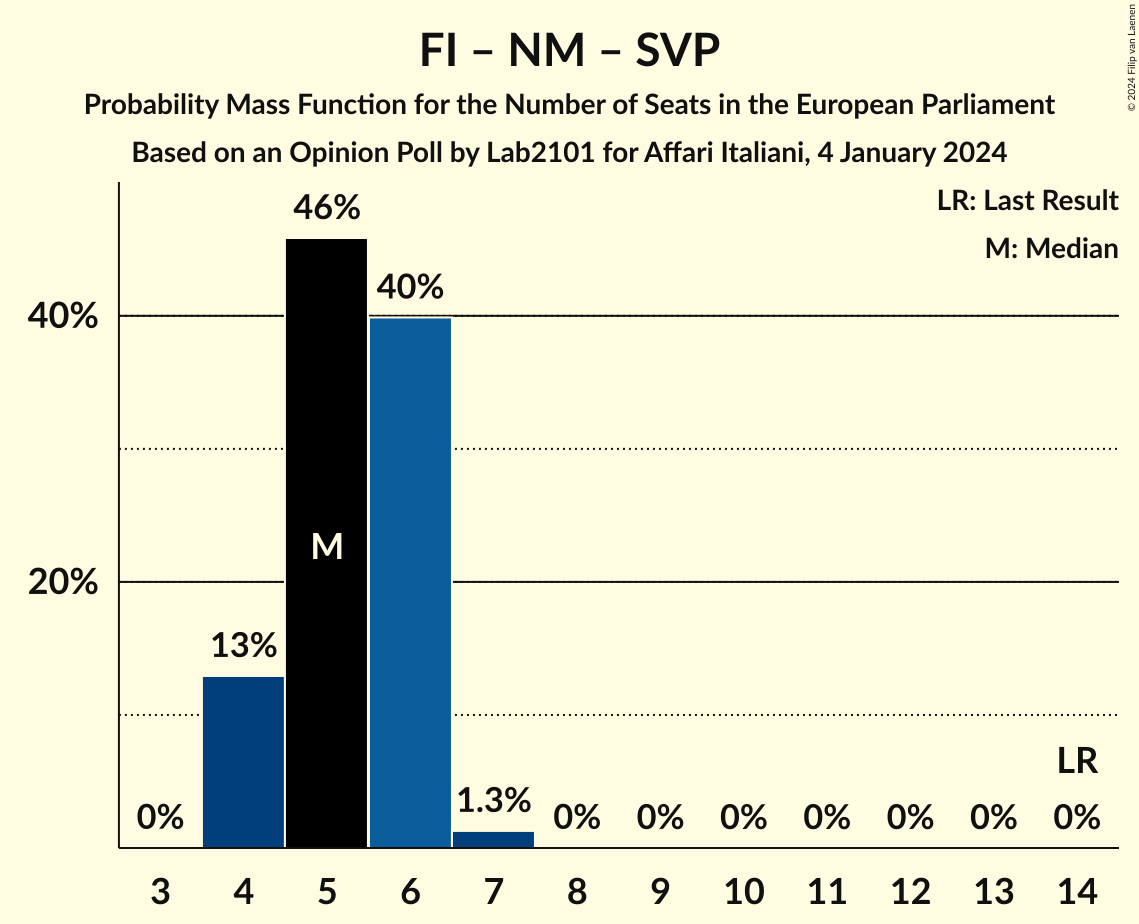 FI – NM – SVP
Probability Mass Function for the Number of Seats in the European Parliament
Based on an Opinion Poll by Lab2101 for Affari Italiani, 4 January 2024
© 2024 Filip van Laenen
LR: Last Result
M: Median
46%
40%
40%
M
20%
13%
LR
1.3%
0% 0% 0% 0% 0% 0% 0% 0%
3 4 5 6 7 8 9 10 11 12 13 14